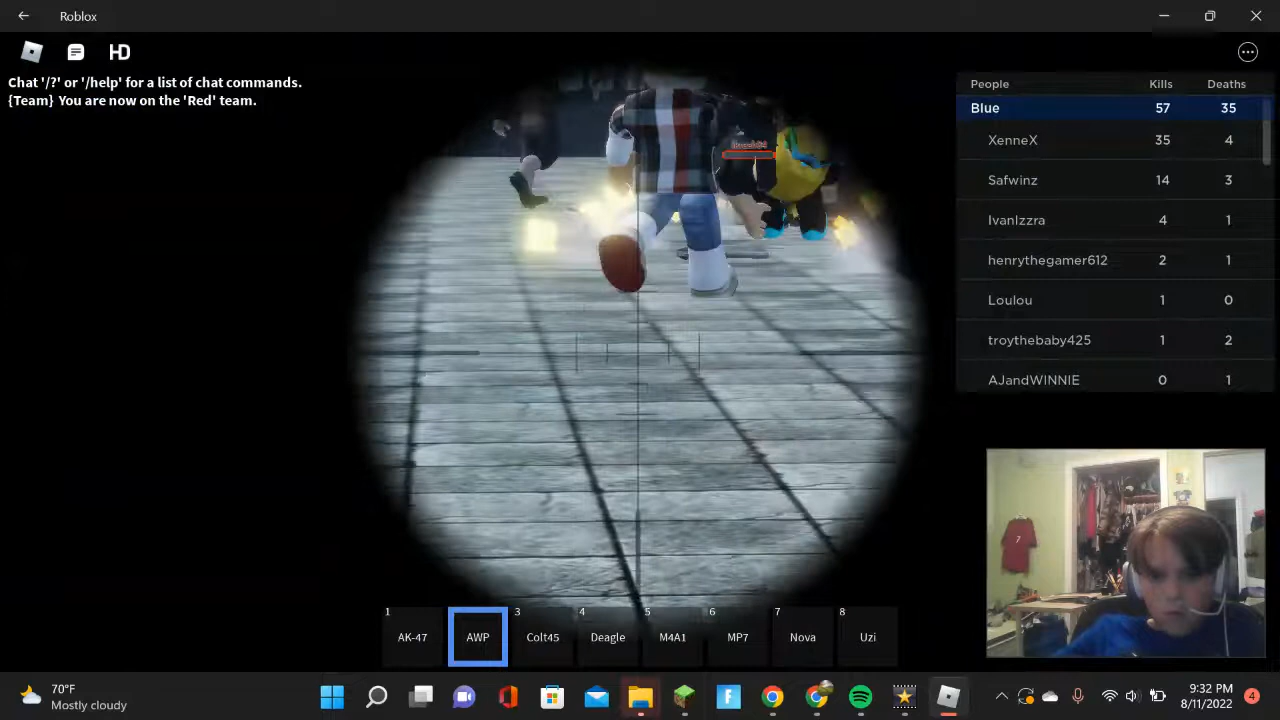 Roblox
HD
Chat '/?' or '/help' for a list of chat commands.
{Team} You are now on the 'Red' team.
People Kills Deaths
Blue 57 35
XenneX 35 4
Safwinz 14 3
IvanIzzra 4 1
henrythegamer612 2 1
Loulou 1 0
troythebaby425 1 2
AJandWINNIE 0 1
7
1 3 4 5 6 7 8
AK-47 AWP Colt45 Deagle M4A1 MP7 Nova Uzi
70°F
Mostly cloudy
9:32 PM
8/11/2022
4